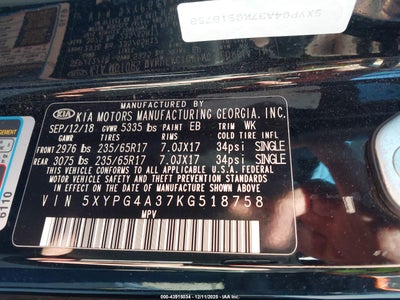 5XYPG4A37KG518758
MANUFACTURED BY
KIA KIA MOTORS MANUFACTURING GEORGIA, INC.
SEP/12/18 GVWR 5335 lbs PAINT EB TRIM WK
GAWR TIRES RIMS COLD TIRE INFL.
FRONT 2976 lbs 235/65R17 7.0JX17 34psi SINGLE
REAR 3075 lbs 235/65R17 7.0JX17 34psi SINGLE
THIS VEHICLE CONFORMS TO ALL APPLICABLE U.S.A. FEDERAL
MOTOR VEHICLE SAFETY AND THEFT PREVENTION STANDARDS
IN EFFECT ON THE DATE OF MANUFACTURE SHOWN ABOVE
VIN 5XYPG4A37KG518758
MPV
6110
000-43915034 - 12/11/2025 - IAA Inc.